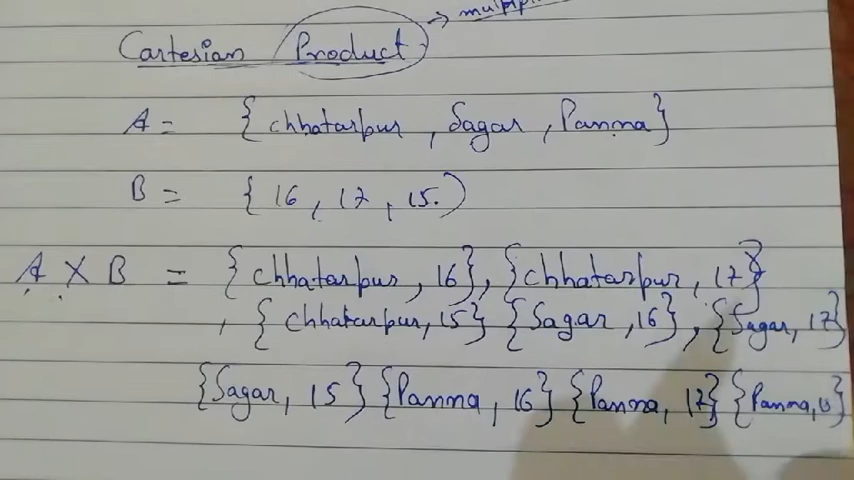 Cartesian Product
A = {chhatarpur, Sagar, Panna}
B = {16, 17, 15.)
A X B = {chhatarpur, 16}, {chhatarpur, 17}
, {chhatarpur, 15} {Sagar, 16}, {Sagar, 17}
{Sagar, 15} {Panna, 16} {Panna, 17} {Panna,